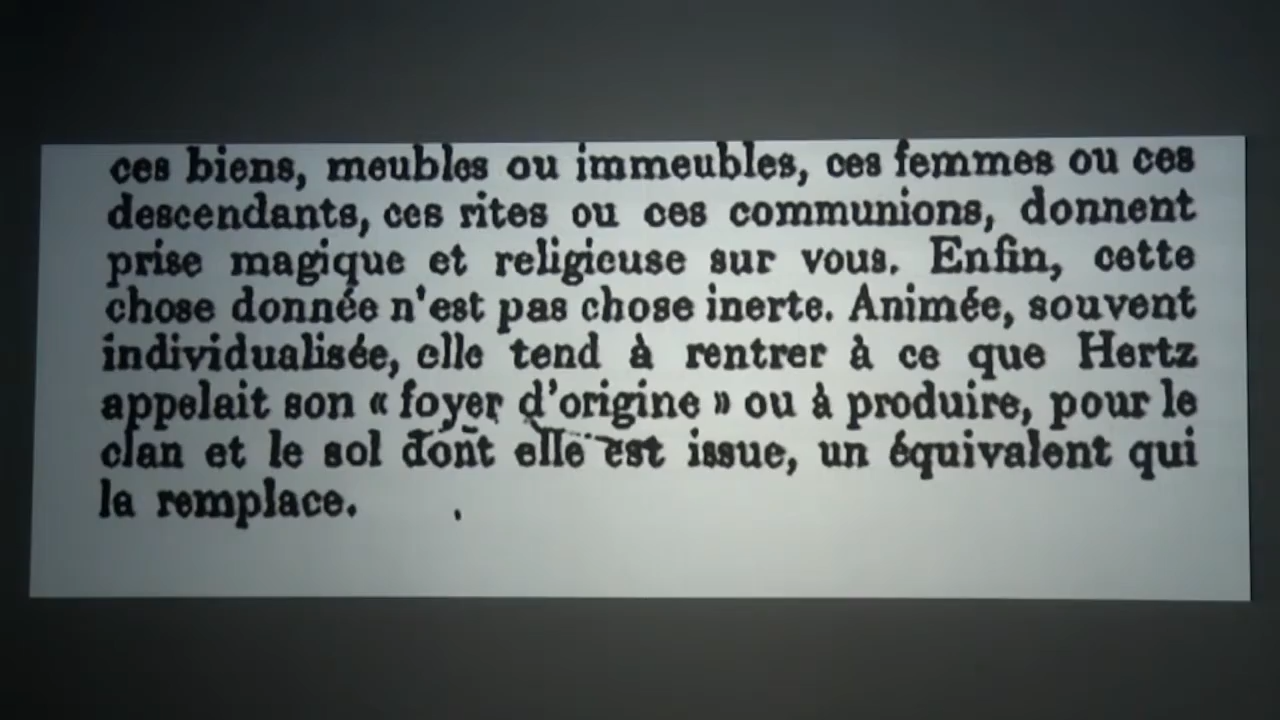 ces biens, meubles ou immeubles, ces femmes ou ces
descendants, ces rites ou ces communions, donnent
prise magique et religieuse sur vous. Enfin, cette
chose donnée n'est pas chose inerte. Animée, souvent
individualisée, elle tend à rentrer à ce que Hertz
appelait son « foyer d'origine » ou à produire, pour le
clan et le sol dont elle est issue, un équivalent qui
la remplace.